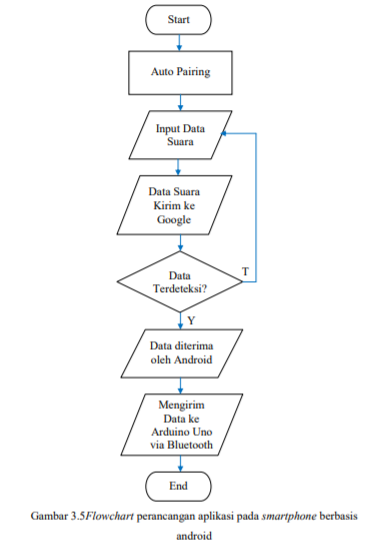 Start
Auto Pairing
Input Data
Suara
Data Suara
Kirim ke
Google
Data
Terdeteksi?
T
Y
Data diterima
oleh Android
Mengirim
Data ke
Arduino Uno
via Bluetooth
End
Gambar 3.5Flowchart perancangan aplikasi pada smartphone berbasis
android